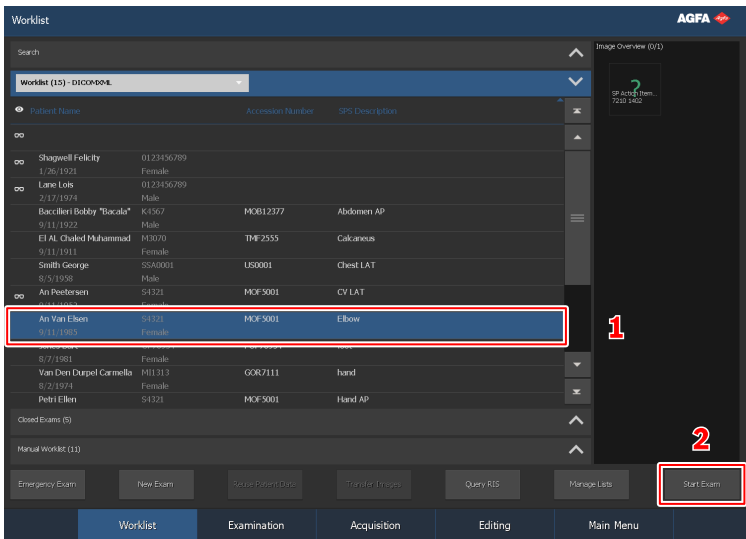 Worklist
AGFA
Search
Image Overview (0/1)
Worklist (15) - DICOMXML
SP Action Item...
7210 1402
Patient Name Accession Number SPS Description
Shagwell Felicity 0123456789
1/26/1921 Female
Lane Lois 0123456789
2/17/1974 Male
Baccilieri Bobby "Bacala" K4567 MOB12377 Abdomen AP
9/11/1922 Male
El AL Chaled Muhammad M3070 TMF2555 Calcaneus
9/11/1911 Female
Smith George SSA0001 US0001 Chest LAT
8/5/1958 Male
An Peetersen S4321 MOF5001 CV LAT
An Van Elsen S4321 MOF5001 Elbow
9/11/1985 Female
1
8/7/1981 Female
Van Den Durpel Carmella MI1313 GOR7111 hand
8/2/1974 Female
Petri Ellen S4321 MOF5001 Hand AP
Closed Exams (5)
Manual Worklist (11)
2
Emergency Exam New Exam Reuse Patient Data Transfer Images Query RIS Manage Lists Start Exam
Worklist Examination Acquisition Editing Main Menu